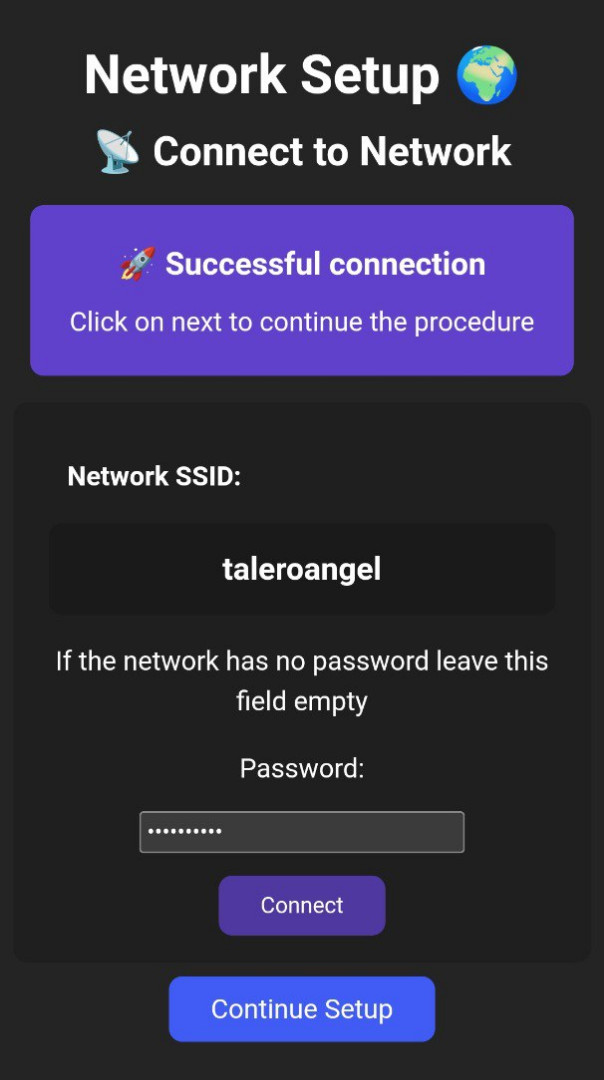 Network Setup 🌍
📡 Connect to Network
🚀 Successful connection
Click on next to continue the procedure
Network SSID:
taleroangel
If the network has no password leave this
field empty
Password:
••••••••••
Connect
Continue Setup